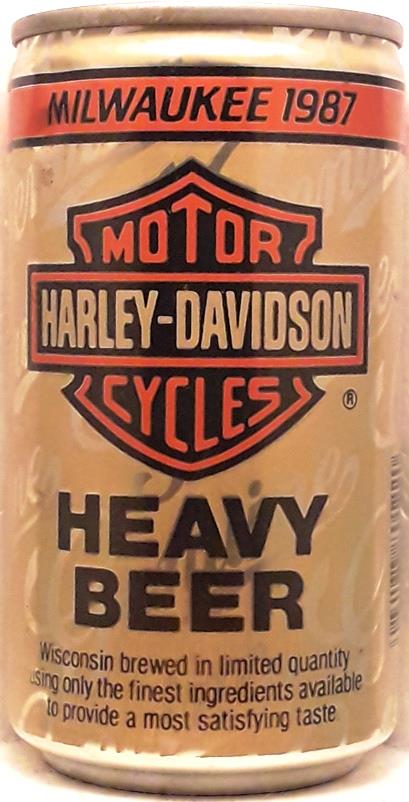 MILWAUKEE 1987
MOTOR
HARLEY-DAVIDSON
CYCLES
®
HEAVY
BEER
Wisconsin brewed in limited quantity
using only the finest ingredients available
to provide a most satisfying taste